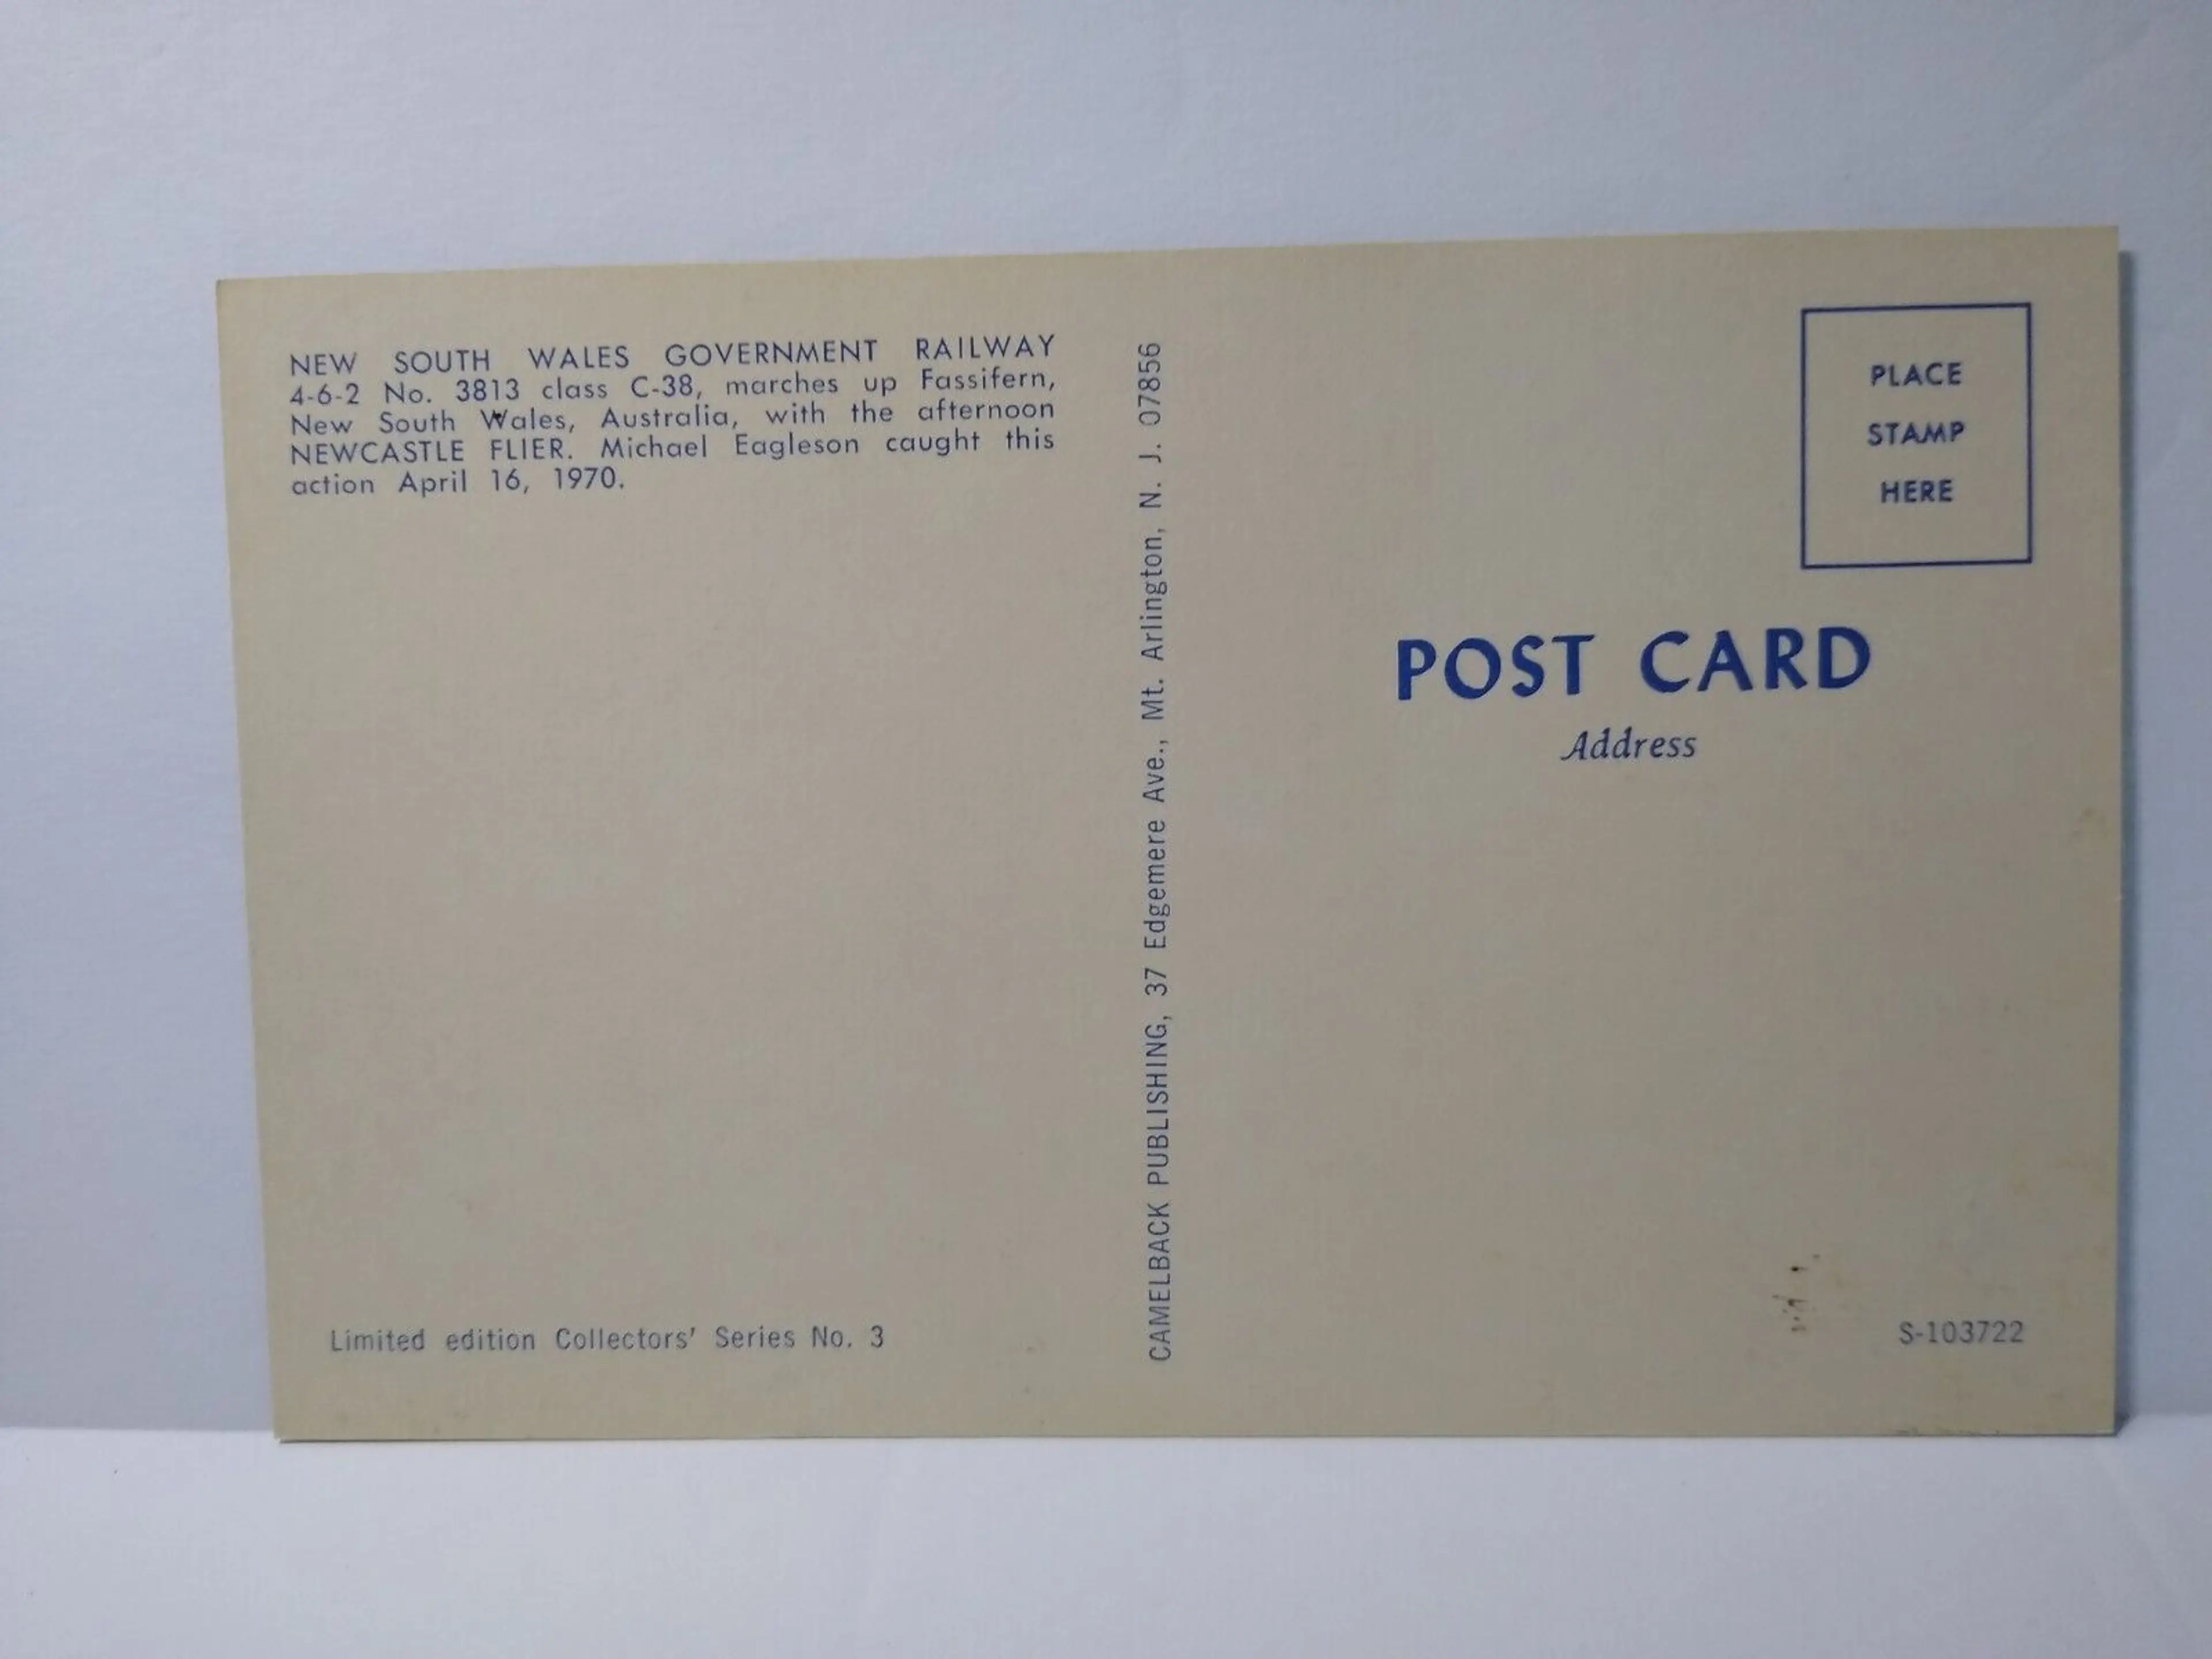 NEW SOUTH WALES GOVERNMENT RAILWAY
4-6-2 No. 3813 class C-38, marches up Fassifern,
New South Wales, Australia, with the afternoon
NEWCASTLE FLIER. Michael Eagleson caught this
action April 16, 1970.
Limited edition Collectors' Series No. 3
CAMELBACK PUBLISHING, 37 Edgemere Ave., Mt. Arlington, N. J. 07856
PLACE
STAMP
HERE
POST CARD
Address
S-103722